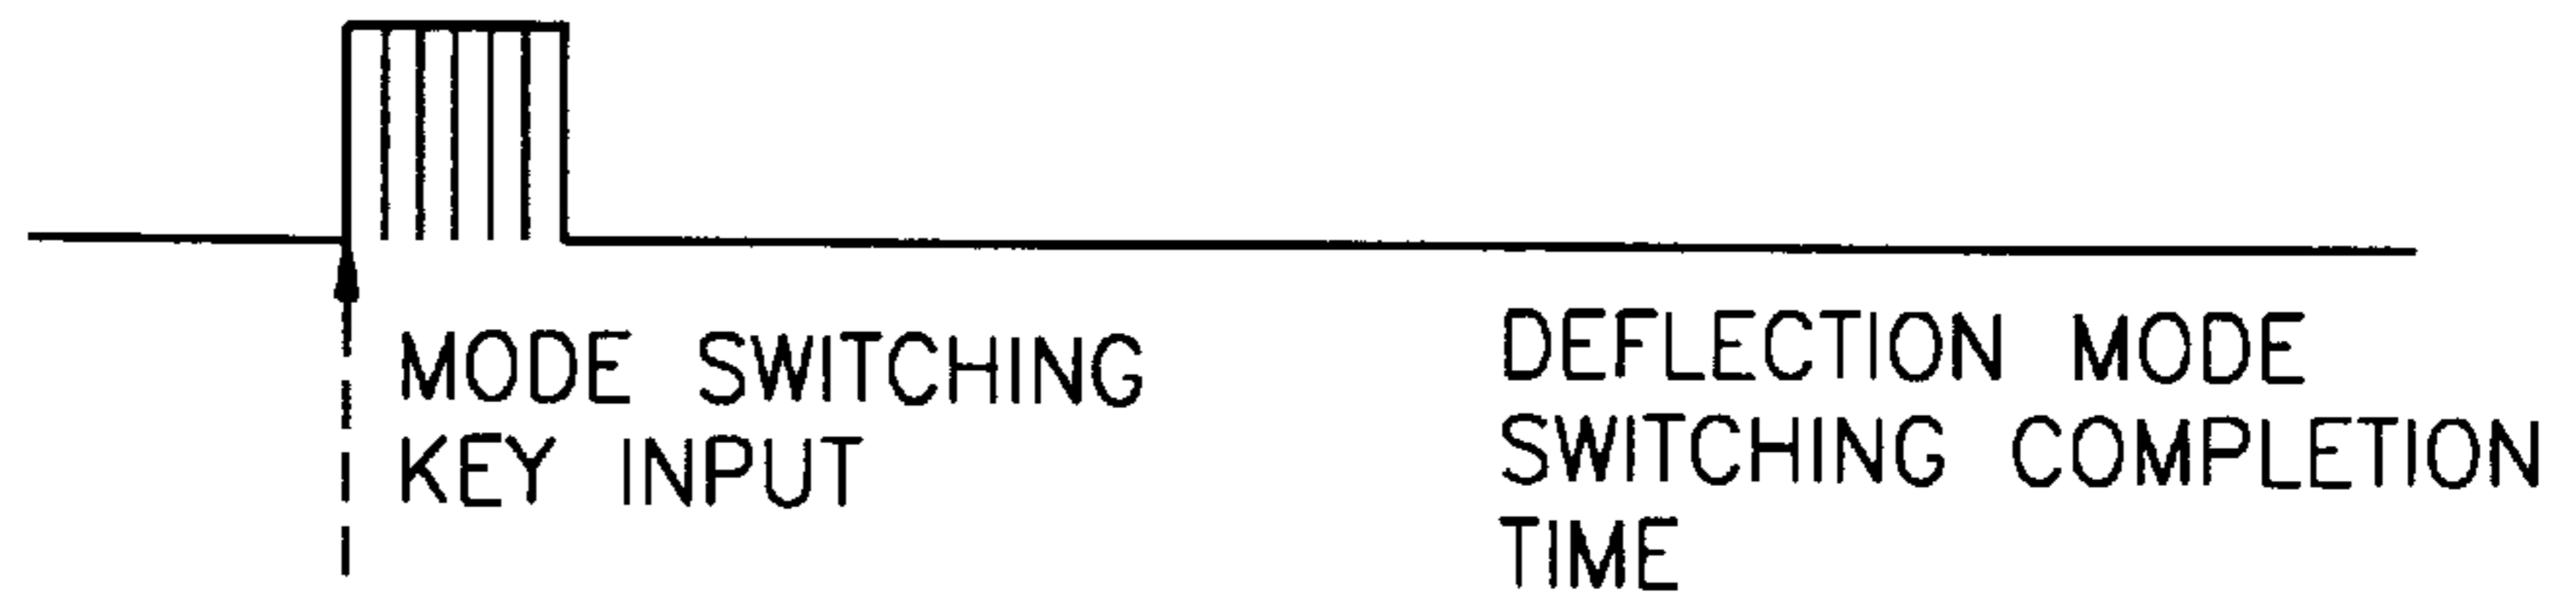 MODE SWITCHING
KEY INPUT
DEFLECTION MODE
SWITCHING COMPLETION
TIME